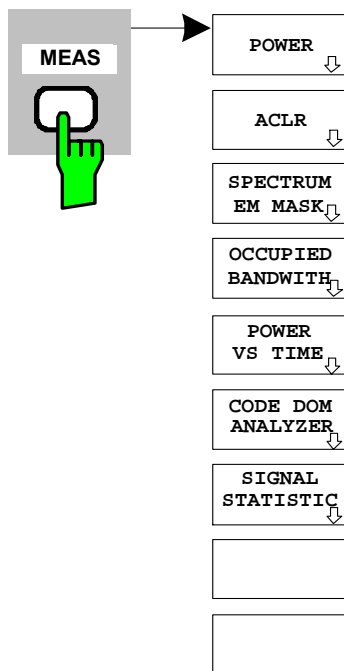 MEAS
POWER
ACLR
SPECTRUM
EM MASK
OCCUPIED
BANDWITH
POWER
VS TIME
CODE DOM
ANALYZER
SIGNAL
STATISTIC